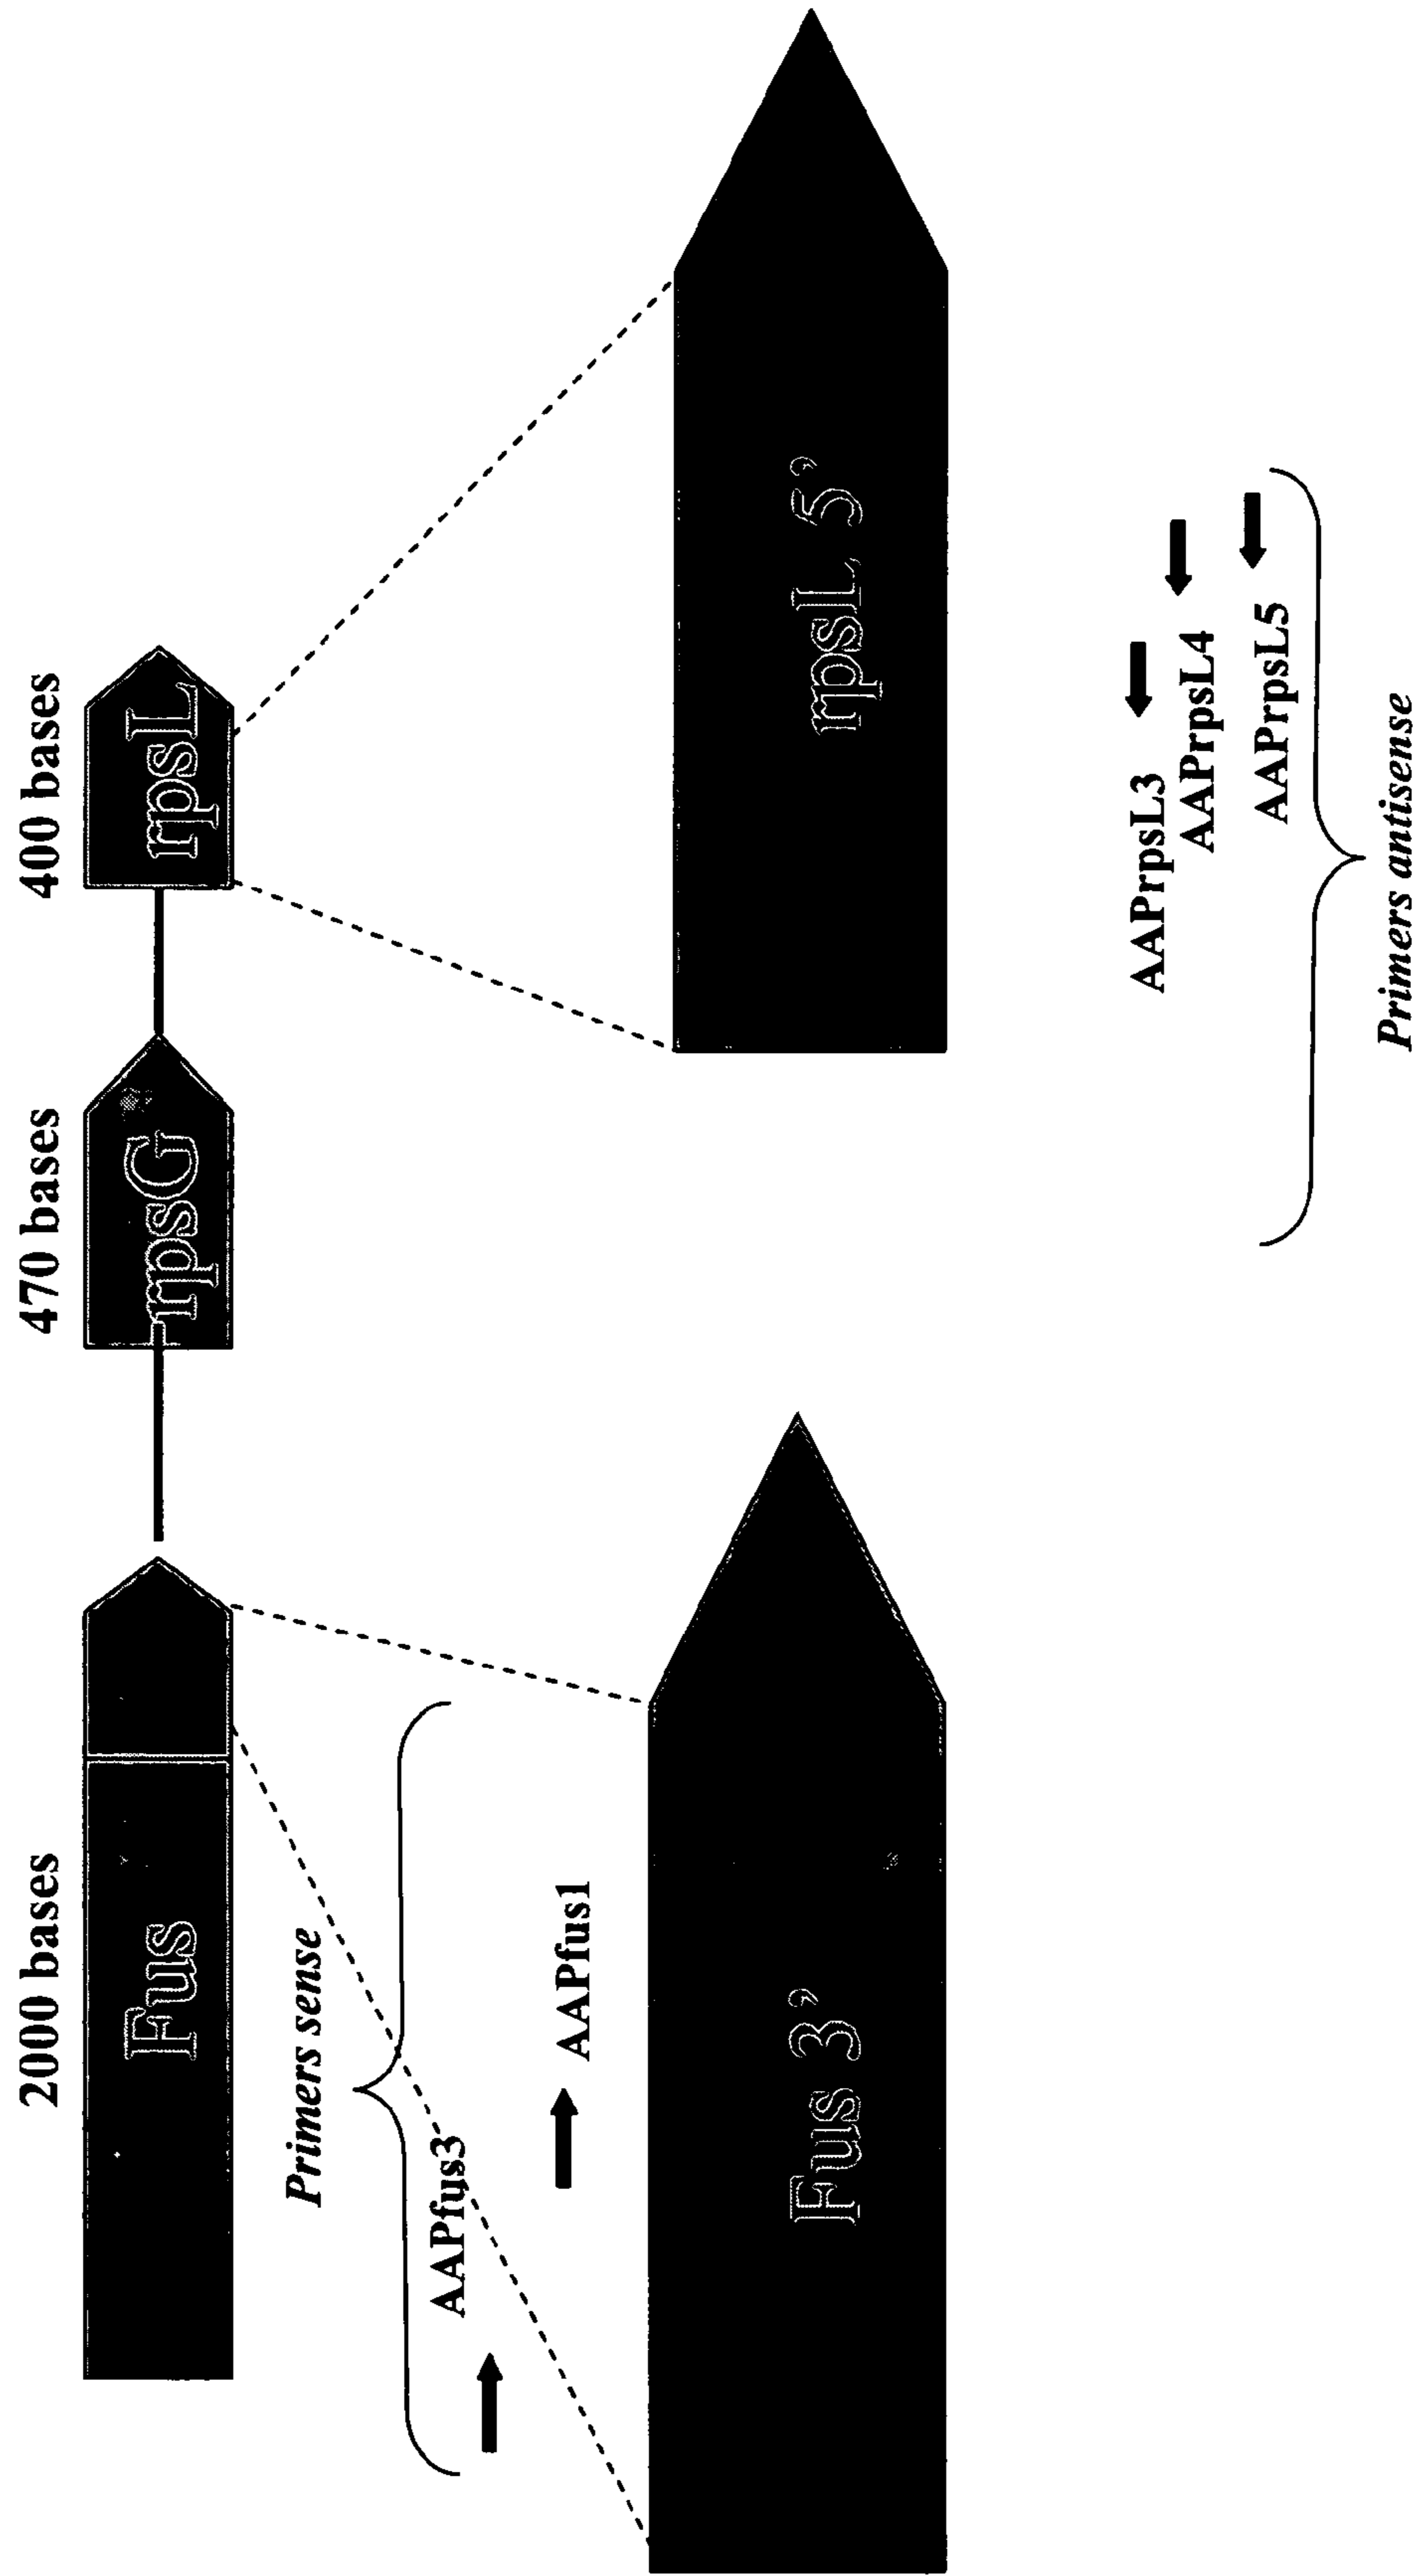 2000 bases
470 bases
400 bases
Fus
rpsG
rpsL
Primers sense
AAPfus3
AAPfus1
Fus 3’
rpsL 5’
AAPrpsL3
AAPrpsL4
AAPrpsL5
Primers antisense